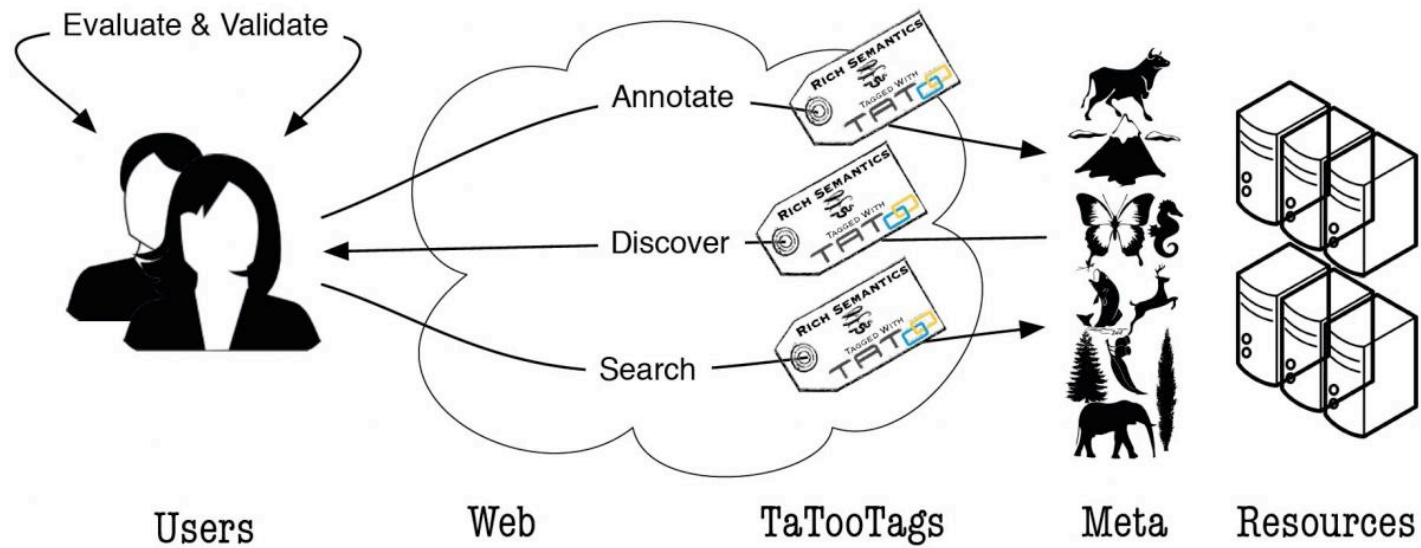 Evaluate & Validate
Annotate
RICH SEMANTICS
TAGGED WITH
TATOO
Discover
RICH SEMANTICS
TAGGED WITH
TATOO
Search
RICH SEMANTICS
TAGGED WITH
TATOO
Users
Web
TaTooTags
Meta
Resources